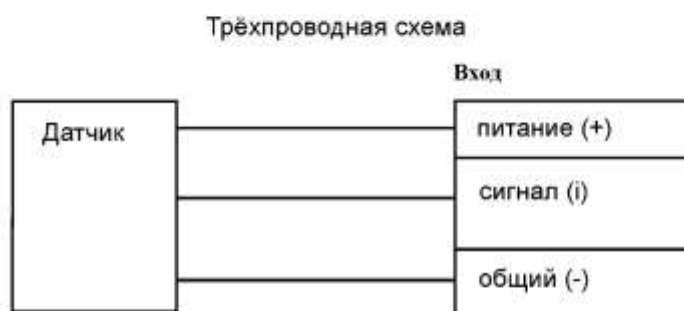 Трёхпроводная схема
Вход
Датчик
питание (+)
сигнал (i)
общий (-)